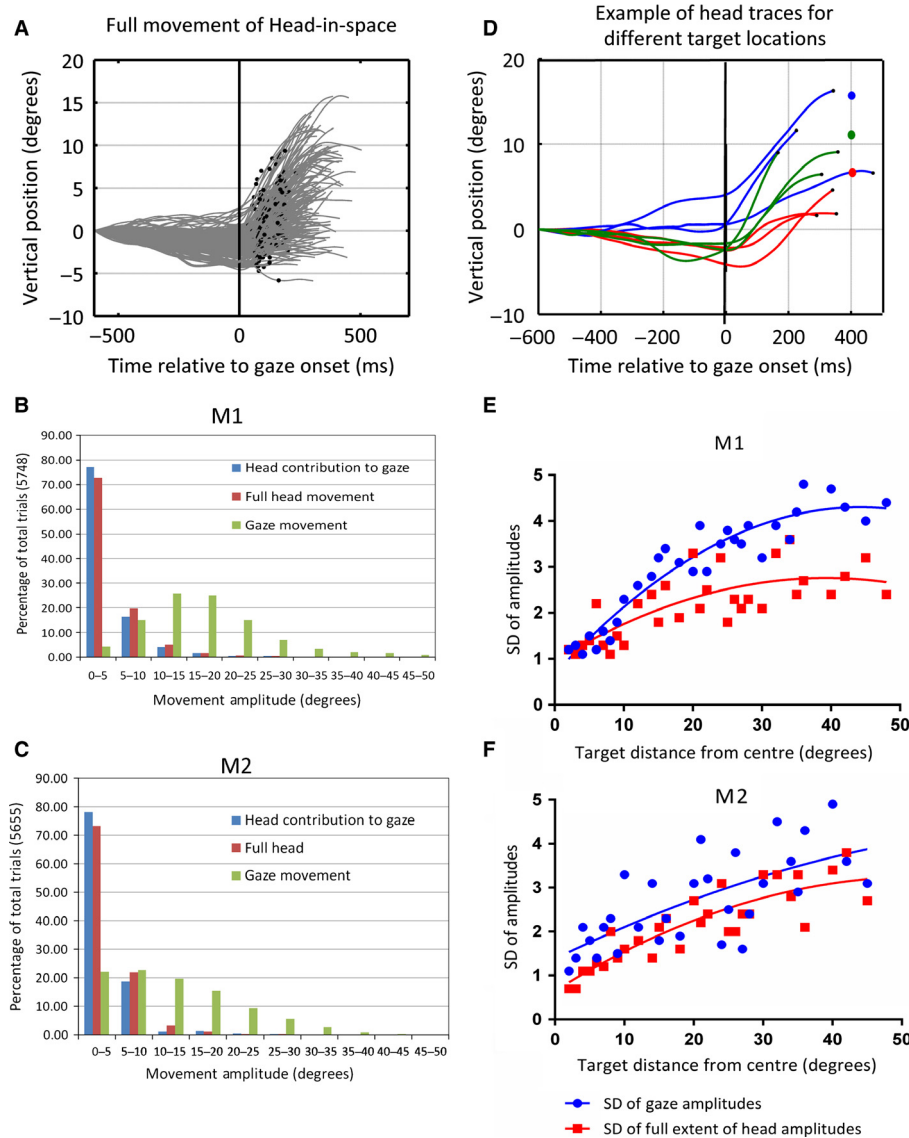 A
Full movement of Head-in-space
20
15
10
5
0
−5
−10
Vertical position (degrees)
−500
0
500
Time relative to gaze onset (ms)
D
Example of head traces for
different target locations
20
10
0
−10
Vertical position (degrees)
−600
−400
−200
0
200
400
Time relative to gaze onset (ms)
B
M1
90.00
80.00
70.00
60.00
50.00
40.00
30.00
20.00
10.00
0.00
Percentage of total trials (5748)
Head contribution to gaze
Full head movement
Gaze movement
0–5 5–10 10–15 15–20 20–25 25–30 30–35 35–40 40–45 45–50
Movement amplitude (degrees)
E
M1
5
4
3
2
1
0
SD of amplitudes
0 10 20 30 40 50
Target distance from centre (degrees)
C
M2
90.00
80.00
70.00
60.00
50.00
40.00
30.00
20.00
10.00
0.00
Percentage of total trials (5655)
Head contribution to gaze
Full head
Gaze movement
0–5 5–10 10–15 15–20 20–25 25–30 30–35 35–40 40–45 45–50
Movement amplitude (degrees)
F
M2
5
4
3
2
1
0
SD of amplitudes
0 10 20 30 40 50
Target distance from centre (degrees)
SD of gaze amplitudes
SD of full extent of head amplitudes